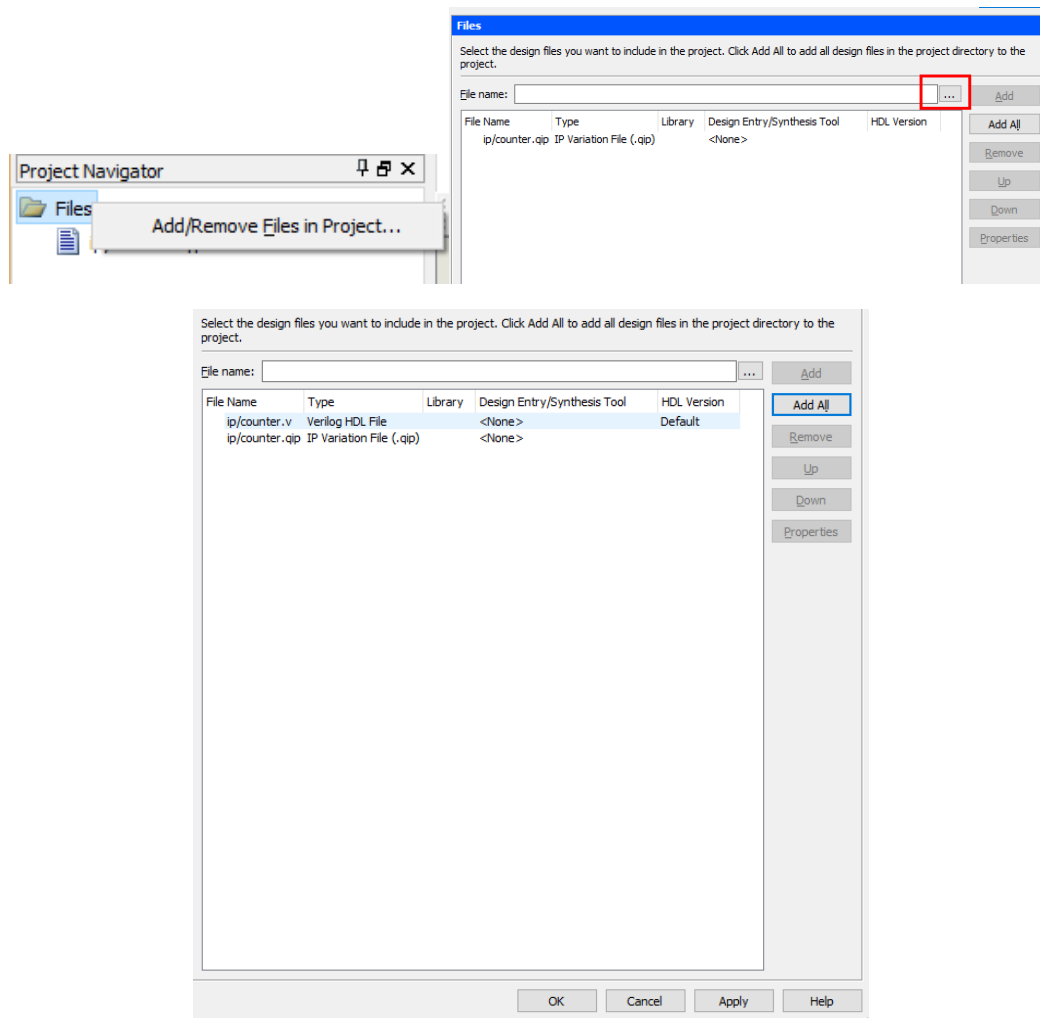 Project Navigator
Files
Add/Remove Files in Project...
Files
Select the design files you want to include in the project. Click Add All to add all design files in the project directory to the
project.
File name:
...
Add
File Name Type Library Design Entry/Synthesis Tool HDL Version
Add All
ip/counter.qip IP Variation File (.qip) <None>
Remove
Up
Down
Properties
Select the design files you want to include in the project. Click Add All to add all design files in the project directory to the
project.
File name:
...
Add
File Name Type Library Design Entry/Synthesis Tool HDL Version
Add All
ip/counter.v Verilog HDL File <None> Default
ip/counter.qip IP Variation File (.qip) <None>
Remove
Up
Down
Properties
OK Cancel Apply Help